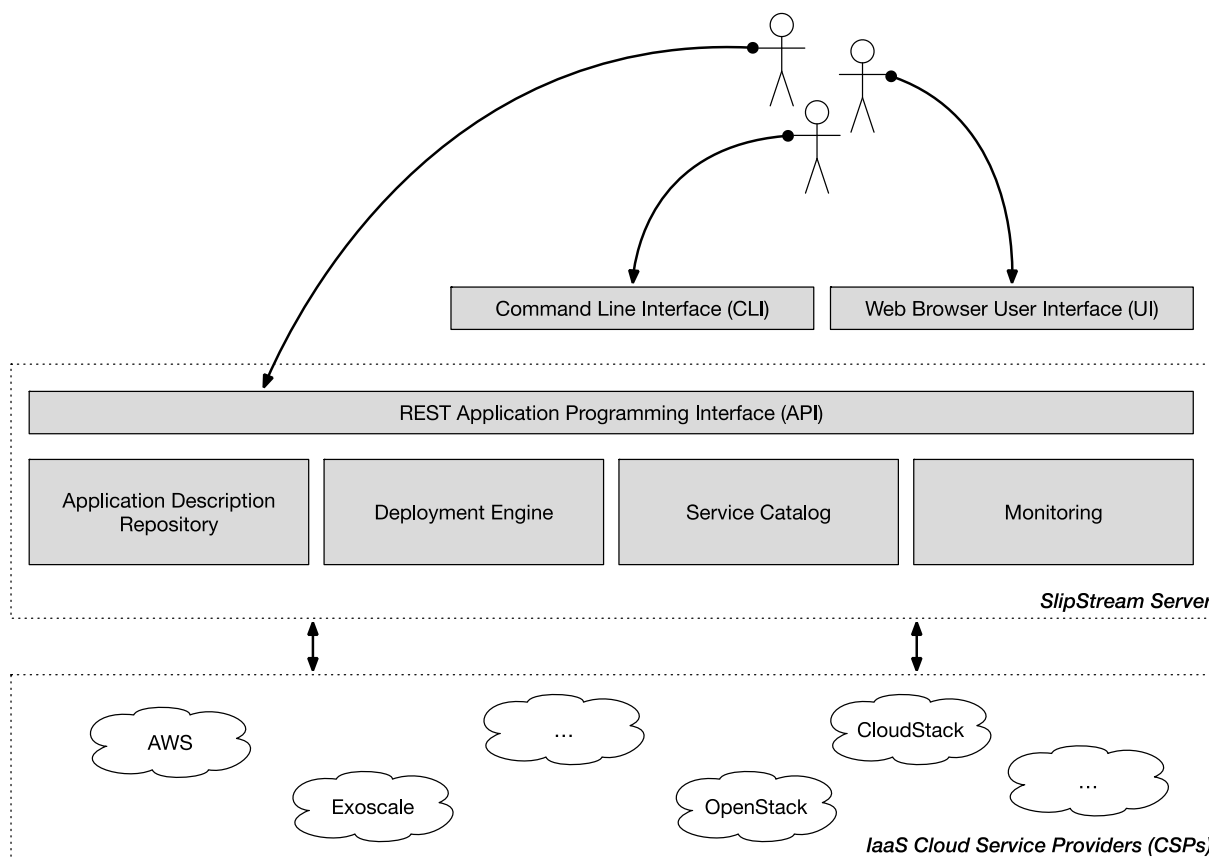 Command Line Interface (CLI)
Web Browser User Interface (UI)
REST Application Programming Interface (API)
Application Description
Repository
Deployment Engine
Service Catalog
Monitoring
SlipStream Server
AWS
...
CloudStack
Exoscale
OpenStack
...
IaaS Cloud Service Providers (CSPs)